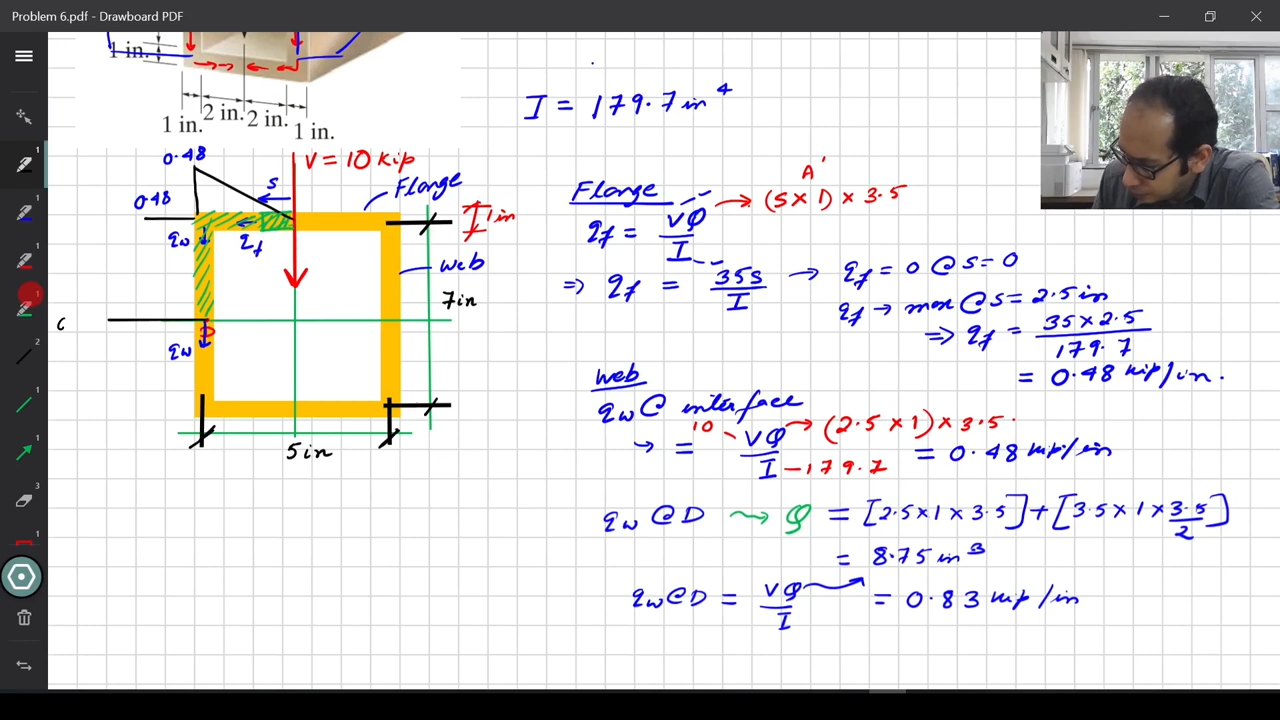 Problem 6.pdf - Drawboard PDF
1 in.
2 in.
2 in.
1 in.
1 in.
I = 179.7 in⁴
0.48
V = 10 kip
s
Flange
0.48
1 in
qw
qf
web
7in
C
D
qw
5 in
Flange
A'
qf = VQ/I → (S×1) × 3.5
⇒ qf = 35S/I → qf = 0 @ S = 0
qf → max @ S = 2.5 in
⇒ qf = 35 × 2.5 / 179.7
= 0.48 kip/in.
web
qw @ interface
→ = 10 VQ/I → (2.5 × 1) × 3.5
179.7
= 0.48 kip/in
qw @ D ⇝ Q = [2.5×1×3.5] + [3.5×1×3.5/2]
= 8.75 in³
qw @ D = VQ/I = 0.83 kip/in